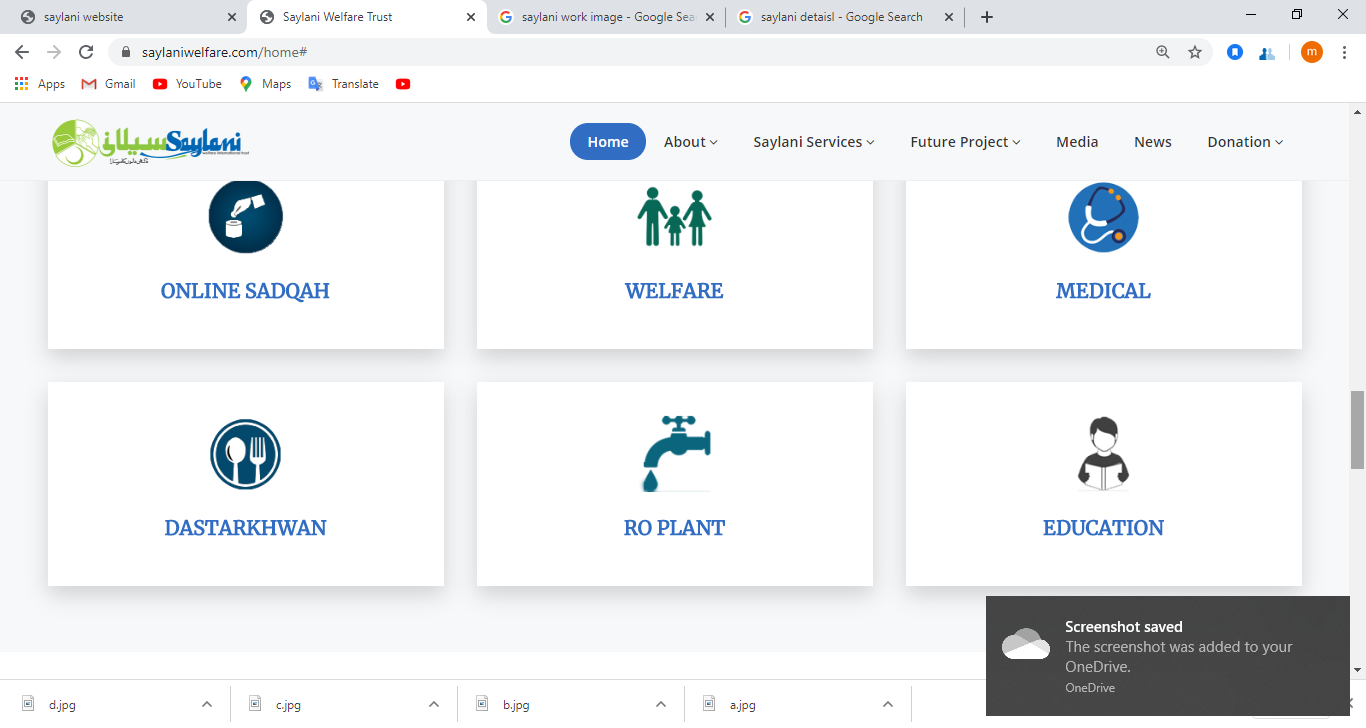 saylani website
Saylani Welfare Trust
saylani work image - Google Sea
saylani detaisl - Google Search
saylaniwelfare.com/home#
m
Apps
Gmail
YouTube
Maps
Translate
سیلانی Saylani
Home
About
Saylani Services
Future Project
Media
News
Donation
ONLINE SADQAH
WELFARE
MEDICAL
DASTARKHWAN
RO PLANT
EDUCATION
Screenshot saved
The screenshot was added to your
OneDrive.
OneDrive
d.jpg
c.jpg
b.jpg
a.jpg